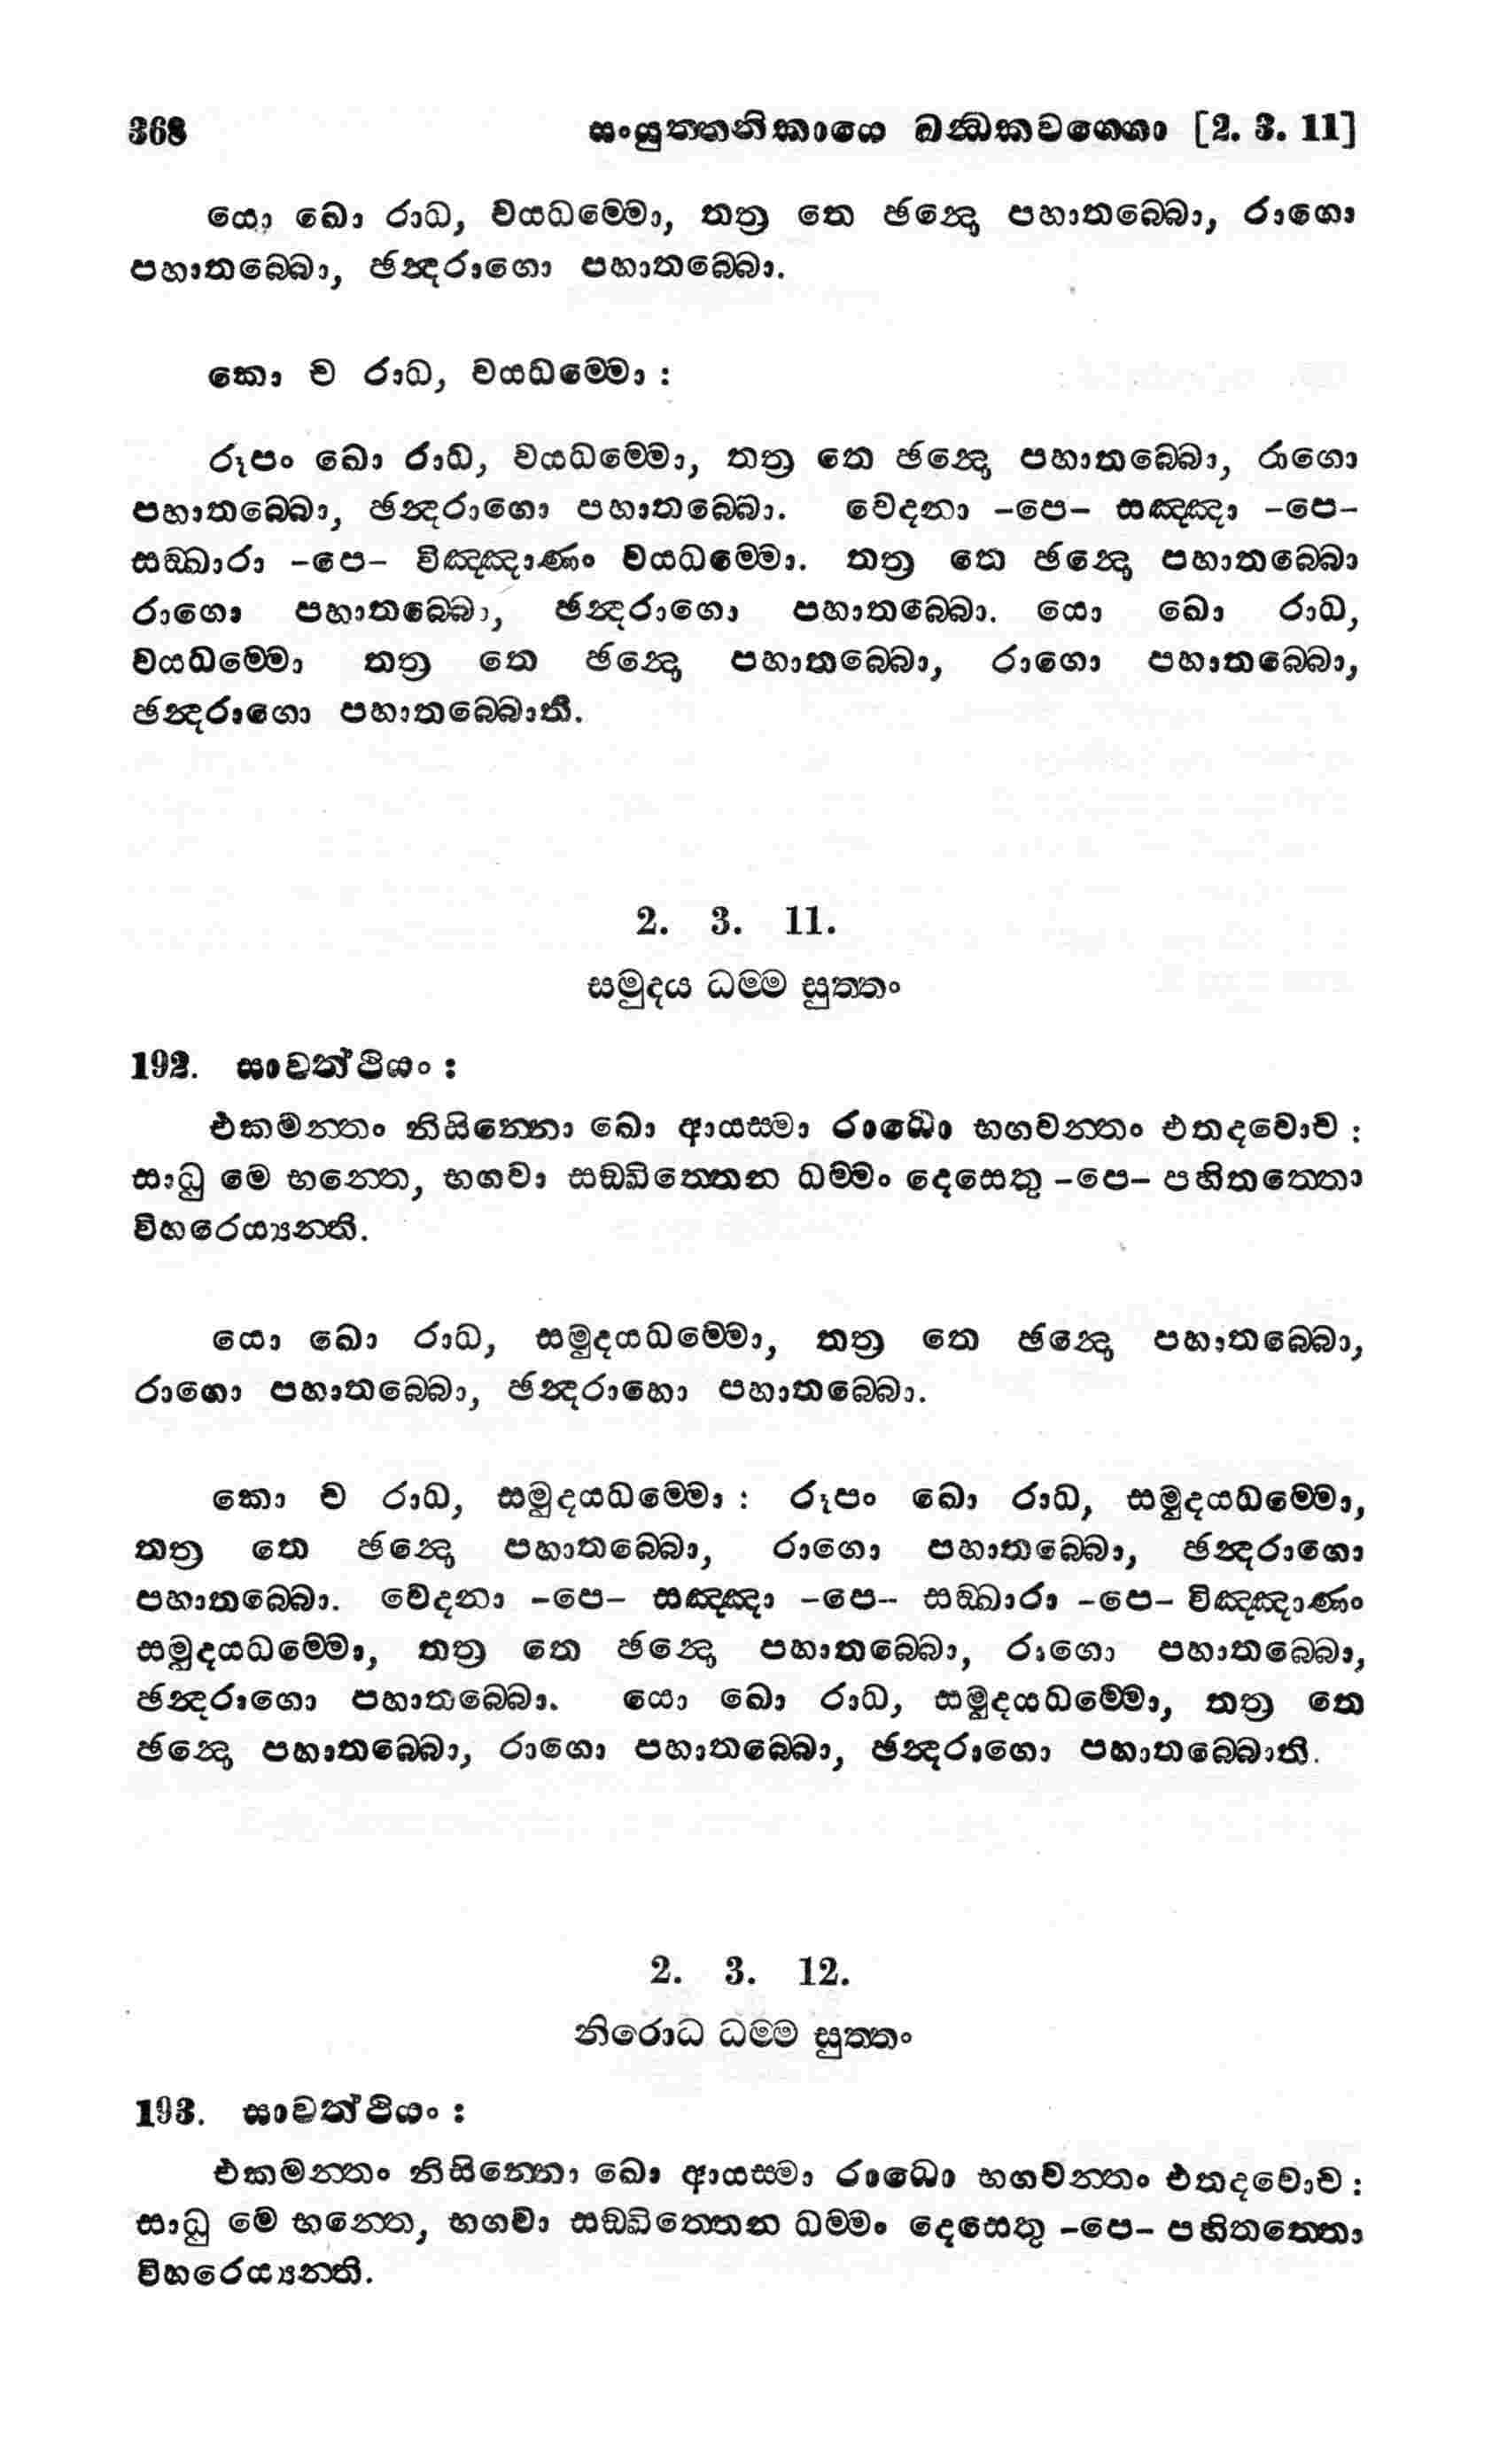 368 සංයුත්තනිකායෙ ඛන්ධකවග්ගො [2. 3. 11]
යො ඛො රාධ, වයධම්මො, තත්‍ර තෙ ඡන්දො පහාතබ්බො, රාගො
පහාතබ්බො, ඡන්දරාගො පහාතබ්බො.
කො ච රාධ, වයධම්මො :
රූපං ඛො රාධ, වයධම්මො, තත්‍ර තෙ ඡන්දො පහාතබ්බො, රාගො
පහාතබ්බො, ඡන්දරාගො පහාතබ්බො. වෙදනා -පෙ- සඤ්ඤා -පෙ-
සඞ්ඛාරා -පෙ- විඤ්ඤාණං වයධම්මො. තත්‍ර තෙ ඡන්දො පහාතබ්බො
රාගො පහාතබ්බො, ඡන්දරාගො පහාතබ්බො. යො ඛො රාධ,
වයධම්මො තත්‍ර තෙ ඡන්දො පහාතබ්බො, රාගො පහාතබ්බො,
ඡන්දරාගො පහාතබ්බොති.
2. 3. 11.
සමුදය ධම්ම සුත්තං
192. සාවත්ථියං :
එකමන්තං නිසින්නො ඛො ආයස්මා රාධො භගවන්තං එතදවොච :
සාධු මෙ භන්තෙ, භගවා සඞ්ඛිත්තෙන ධම්මං දෙසෙතු -පෙ- පහිතත්තො
විහරෙය්‍යන්ති.
යො ඛො රාධ, සමුදයධම්මො, තත්‍ර තෙ ඡන්දො පහාතබ්බො,
රාගො පහාතබ්බො, ඡන්දරාහො පහාතබ්බො.
කො ච රාධ, සමුදයධම්මො : රූපං ඛො රාධ, සමුදයධම්මො,
තත්‍ර තෙ ඡන්දො පහාතබ්බො, රාගො පහාතබ්බො, ඡන්දරාගො
පහාතබ්බො. වෙදනා -පෙ- සඤ්ඤා -පෙ- සඞ්ඛාරා -පෙ- විඤ්ඤාණං
සමුදයධම්මො, තත්‍ර තෙ ඡන්දො පහාතබ්බො, රාගො පහාතබ්බො,
ඡන්දරාගො පහාතබ්බො. යො ඛො රාධ, සමුදයධම්මො, තත්‍ර තෙ
ඡන්දො පහාතබ්බො, රාගො පහාතබ්බො, ඡන්දරාගො පහාතබ්බොති.
2. 3. 12.
නිරොධ ධම්ම සුත්තං
193. සාවත්ථියං :
එකමන්තං නිසින්නො ඛො ආයස්මා රාධො භගවන්තං එතදවොච :
සාධු මෙ භන්තෙ, භගවා සඞ්ඛිත්තෙන ධම්මං දෙසෙතු -පෙ- පහිතත්තො
විහරෙය්‍යන්ති.